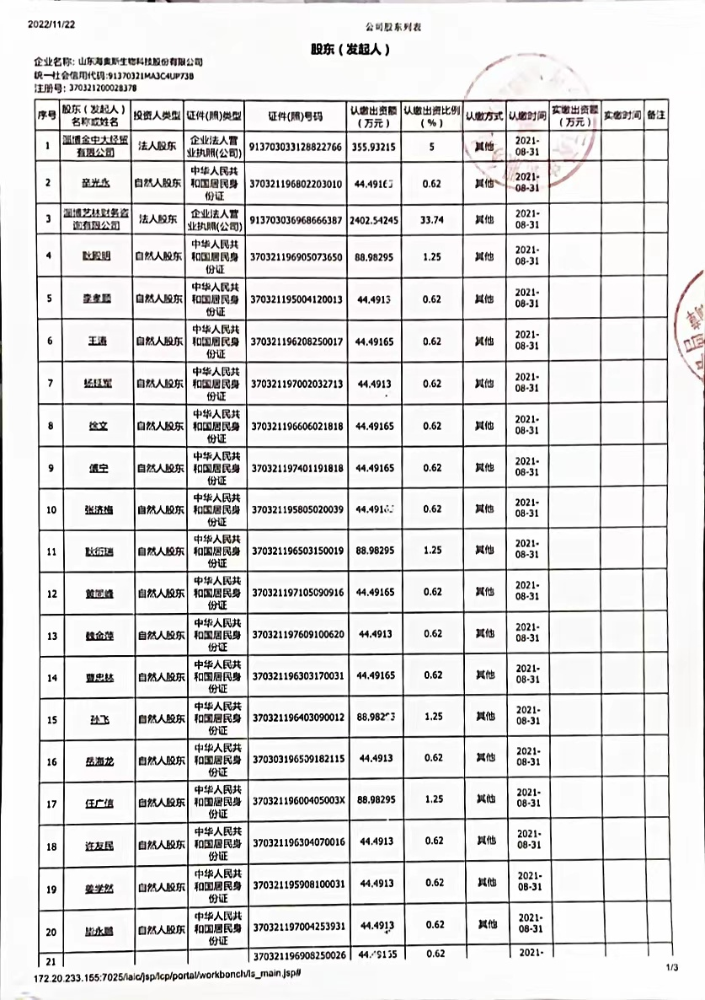 2022/11/22
公司股东列表
股东（发起人）
企业名称: 山东海奥斯生物科技股份有限公司
统一社会信用代码:91370321MA3C4UP73B
注册号: 370321200028378
序号 股东（发起人）名称或姓名 投资人类型 证件(照)类型 证件(照)号码 认缴出资额（万元） 认缴出资比例（%） 认缴方式 认缴时间 实缴出资额（万元） 实缴时间 备注
1 淄博金中大经贸有限公司 法人股东 企业法人营业执照(公司) 913703033128822766 355.93215 5 其他 2021-08-31
2 辛光永 自然人股东 中华人民共和国居民身份证 370321196802203010 0.62 其他 2021-08-31
3 淄博艺林财务咨询有限公司 法人股东 企业法人营业执照(公司) 913703036968666387 2402.54245 33.74 其他 2021-08-31
4 自然人股东 中华人民共和国居民身份证 370321196905073650 88.98295 1.25 其他 2021-08-31
5 李孝顺 自然人股东 中华人民共和国居民身份证 370321195004120013 44.4913 0.62 其他 2021-08-31
6 王涛 自然人股东 中华人民共和国居民身份证 370321196208250017 44.49165 0.62 其他 2021-08-31
7 自然人股东 中华人民共和国居民身份证 370321197002032713 44.4913 0.62 其他 2021-08-31
8 徐文 自然人股东 中华人民共和国居民身份证 370321196606021818 44.49165 0.62 其他 2021-08-31
9 傅宁 自然人股东 中华人民共和国居民身份证 370321197401191818 44.49165 0.62 其他 2021-08-31
10 张济梅 自然人股东 中华人民共和国居民身份证 370321195805020039 0.62 其他 2021-08-31
11 耿衍瑞 自然人股东 中华人民共和国居民身份证 370321196503150019 88.98295 1.25 其他 2021-08-31
12 自然人股东 中华人民共和国居民身份证 370321197105090916 44.49165 0.62 其他 2021-08-31
13 魏金萍 自然人股东 中华人民共和国居民身份证 370321197609100620 44.4913 0.62 其他 2021-08-31
14 曹忠林 自然人股东 中华人民共和国居民身份证 370321196303170031 44.49165 0.62 其他 2021-08-31
15 孙飞 自然人股东 中华人民共和国居民身份证 370321196403090012 1.25 其他 2021-08-31
16 岳海龙 自然人股东 中华人民共和国居民身份证 370303196509182115 44.4913 0.62 其他 2021-08-31
17 任广信 自然人股东 中华人民共和国居民身份证 37032119600405003X 88.98295 1.25 其他 2021-08-31
18 许友民 自然人股东 中华人民共和国居民身份证 370321196304070016 44.4913 0.62 其他 2021-08-31
19 姜学然 自然人股东 中华人民共和国居民身份证 370321195908100031 44.4913 0.62 其他 2021-08-31
20 毕永鹏 自然人股东 中华人民共和国居民身份证 370321197004253931 44.4913 0.62 其他 2021-08-31
21 370321196908250026 0.62 2021-
172.20.233.155:7025/iaic/jsp/lcp/portal/workbonch/ls_main.jsp#
1/3